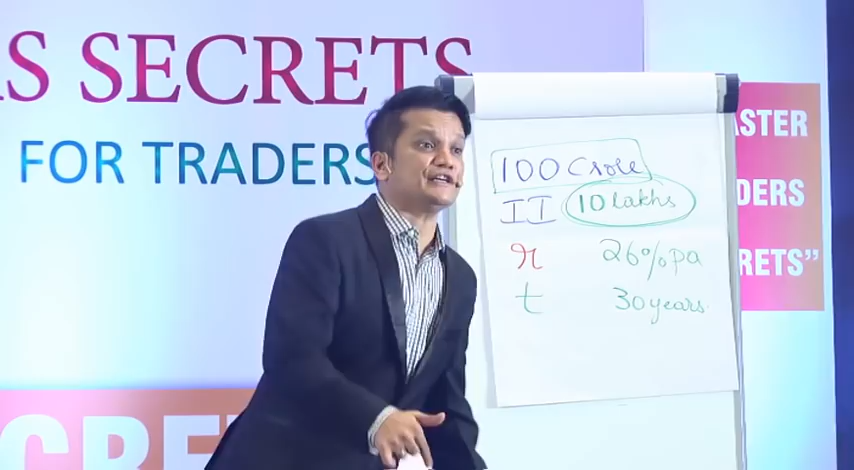 S SECRETS
FOR TRADERS
100 Crore
II 10 lakhs
r 26% pa
t 30 years.
ASTER
DERS
RETS”
CRE